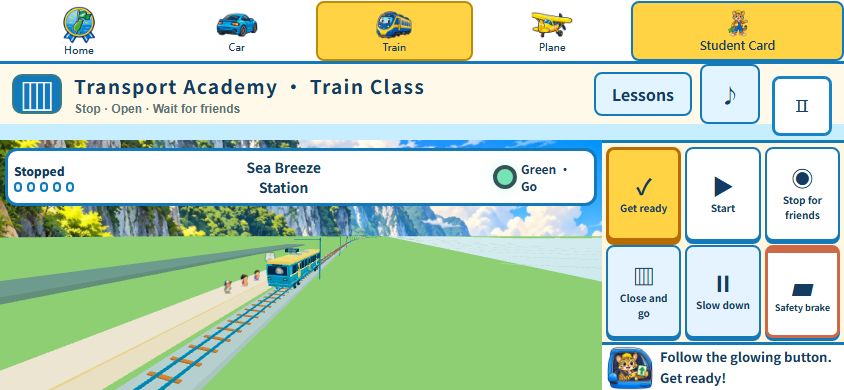 Home
Car
Train
Plane
Student Card
Transport Academy • Train Class
Stop · Open · Wait for friends
Lessons
Stopped
Sea Breeze
Station
Green •
Go
Get ready
Start
Stop for
friends
Close and
go
Slow down
Safety brake
Follow the glowing button.
Get ready!